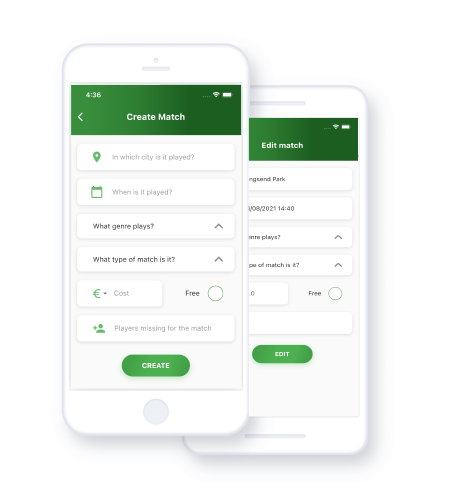 4:36
Create Match
In which city is it played?
When is it played?
What genre plays?
What type of match is it?
€ Cost
Free
Players missing for the match
CREATE
Edit match
ngsend Park
/08/2021 14:40
enre plays?
pe of match is it?
.0
Free
EDIT